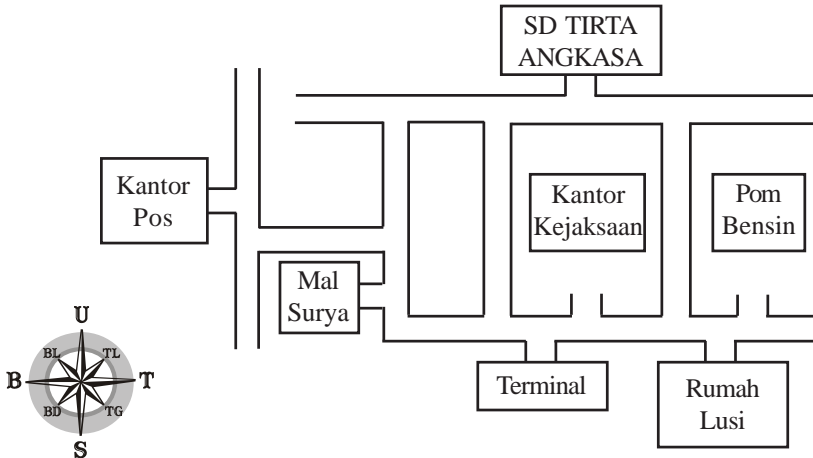 SD TIRTA
ANGKASA
Kantor
Pos
Kantor
Kejaksaan
Pom
Bensin
Mal
Surya
Terminal
Rumah
Lusi
U
BL
TL
B
T
BD
TG
S